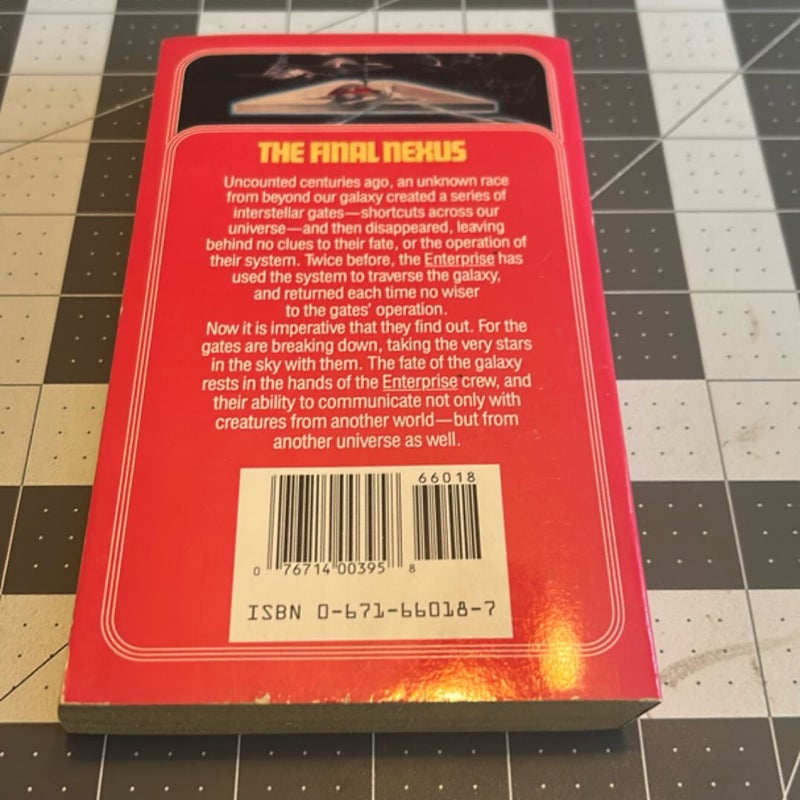 THE FINAL NEXUS
Uncounted centuries ago, an unknown race
from beyond our galaxy created a series of
interstellar gates—shortcuts across our
universe—and then disappeared, leaving
behind no clues to their fate, or the operation of
their system. Twice before, the Enterprise has
used the system to traverse the galaxy,
and returned each time no wiser
to the gates' operation.
Now it is imperative that they find out. For the
gates are breaking down, taking the very stars
in the sky with them. The fate of the galaxy
rests in the hands of the Enterprise crew, and
their ability to communicate not only with
creatures from another world—but from
another universe as well.
66018
0 76714 00395 8
ISBN 0-671-66018-7